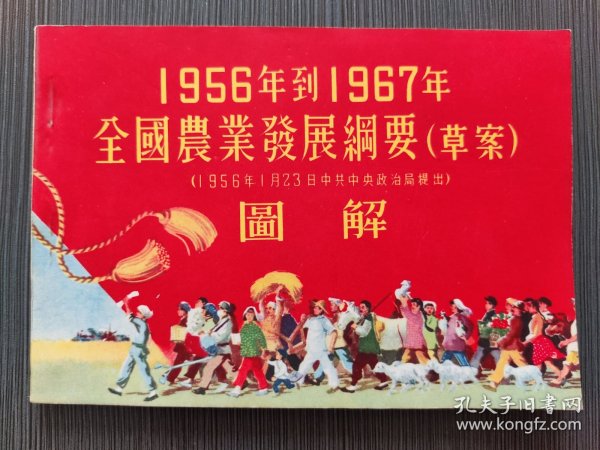 1956年到1967年
全國農業發展綱要(草案)
(1956年1月23日中共中央政治局提出)
圖解
孔夫子旧书网
www.kongfz.com